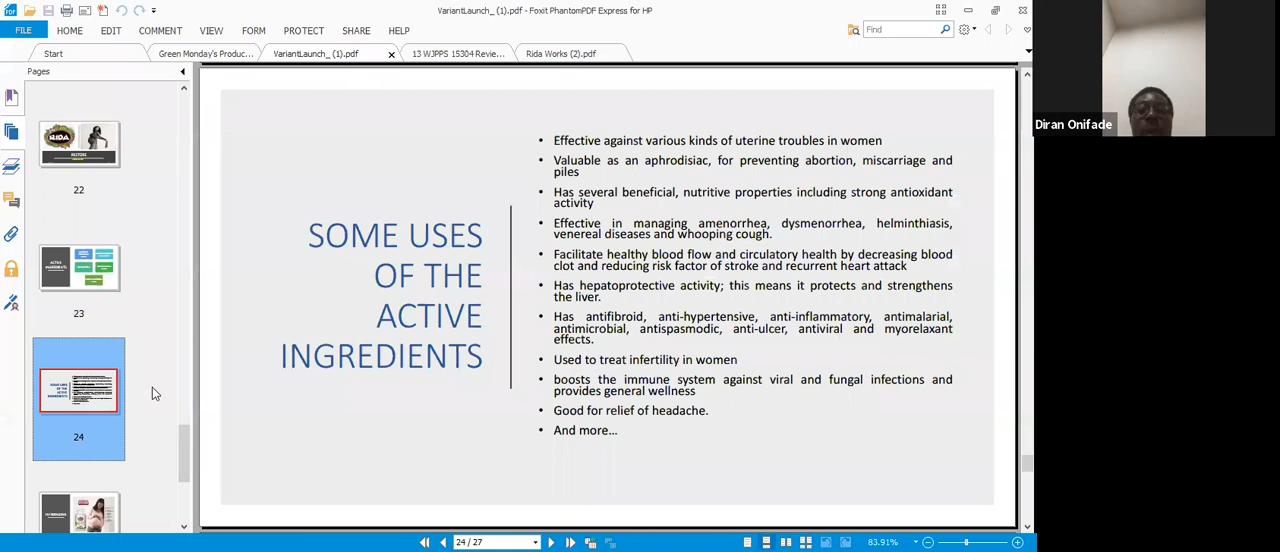 VariantLaunch_ (1).pdf - Foxit PhantomPDF Express for HP
FILE HOME EDIT COMMENT VIEW FORM PROTECT SHARE HELP
Find
Start
Green Monday's Produc...
VariantLaunch_ (1).pdf
13 WJPPS 15304 Revie...
Rida Works (2).pdf
Pages
RIDA
22
23
24
SOME USES
OF THE
ACTIVE
INGREDIENTS
• Effective against various kinds of uterine troubles in women
• Valuable as an aphrodisiac, for preventing abortion, miscarriage and
piles
• Has several beneficial, nutritive properties including strong antioxidant
activity
• Effective in managing amenorrhea, dysmenorrhea, helminthiasis,
venereal diseases and whooping cough.
• Facilitate healthy blood flow and circulatory health by decreasing blood
clot and reducing risk factor of stroke and recurrent heart attack
• Has hepatoprotective activity; this means it protects and strengthens
the liver.
• Has antifibroid, anti-hypertensive, anti-inflammatory, antimalarial,
antimicrobial, antispasmodic, anti-ulcer, antiviral and myorelaxant
effects.
• Used to treat infertility in women
• boosts the immune system against viral and fungal infections and
provides general wellness
• Good for relief of headache.
• And more...
24 / 27
83.91%
Diran Onifade